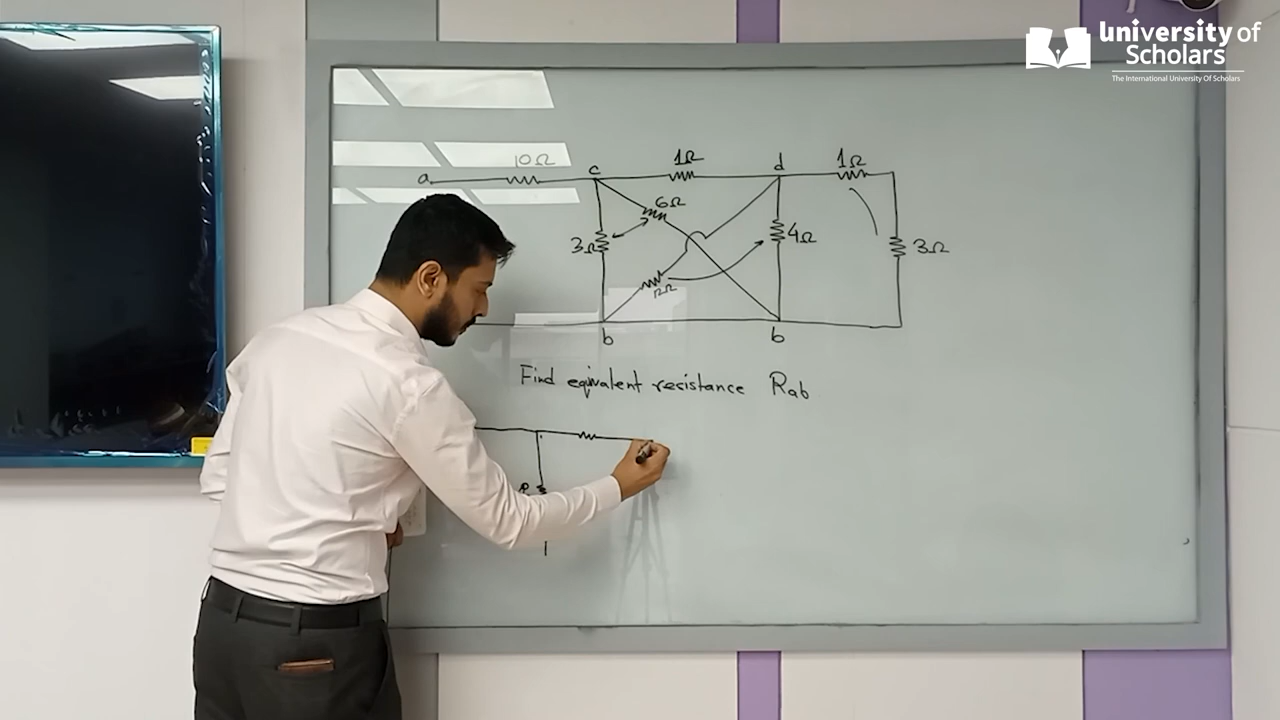 University of
Scholars
The International University Of Scholars
10Ω
1Ω
1Ω
a
c
d
6Ω
3Ω
4Ω
3Ω
12Ω
b
b
Find equivalent resistance Rab
R